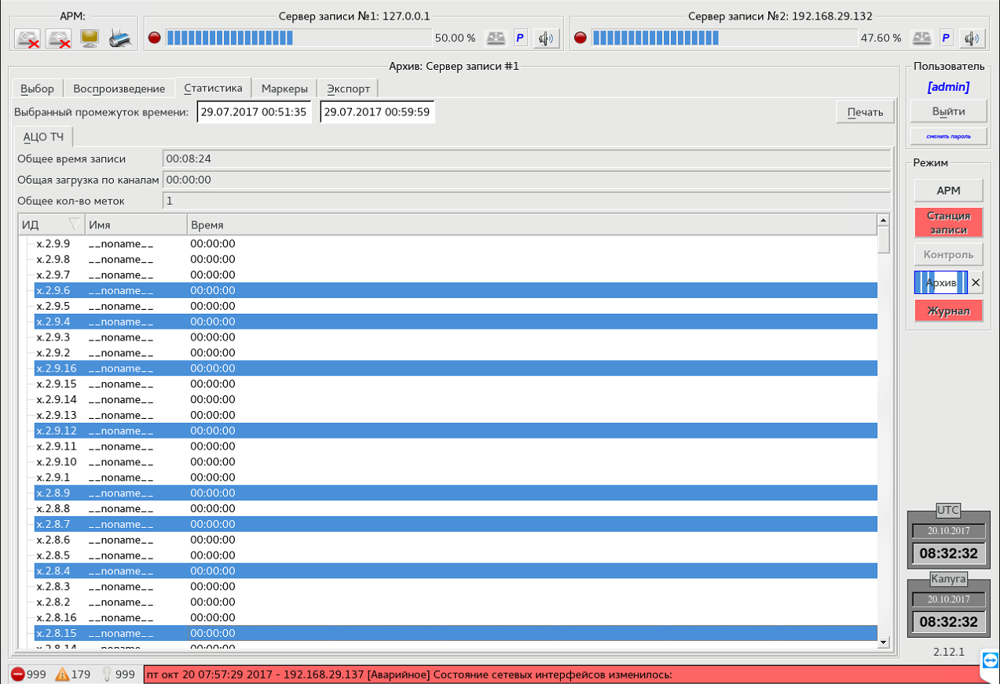 АРМ:
Сервер записи №1: 127.0.0.1
50.00 %
P
Сервер записи №2: 192.168.29.132
47.60 %
P
Архив: Сервер записи #1
Выбор
Воспроизведение
Статистика
Маркеры
Экспорт
Выбранный промежуток времени: 29.07.2017 00:51:35 29.07.2017 00:59:59
Печать
АЦО ТЧ
Общее время записи 00:08:24
Общая загрузка по каналам 00:00:00
Общее кол-во меток 1
ИД Имя Время
x.2.9.9 __noname__ 00:00:00
x.2.9.8 __noname__ 00:00:00
x.2.9.7 __noname__ 00:00:00
x.2.9.6 __noname__ 00:00:00
x.2.9.5 __noname__ 00:00:00
x.2.9.4 __noname__ 00:00:00
x.2.9.3 __noname__ 00:00:00
x.2.9.2 __noname__ 00:00:00
x.2.9.16 __noname__ 00:00:00
x.2.9.15 __noname__ 00:00:00
x.2.9.14 __noname__ 00:00:00
x.2.9.13 __noname__ 00:00:00
x.2.9.12 __noname__ 00:00:00
x.2.9.11 __noname__ 00:00:00
x.2.9.10 __noname__ 00:00:00
x.2.9.1 __noname__ 00:00:00
x.2.8.9 __noname__ 00:00:00
x.2.8.8 __noname__ 00:00:00
x.2.8.7 __noname__ 00:00:00
x.2.8.6 __noname__ 00:00:00
x.2.8.5 __noname__ 00:00:00
x.2.8.4 __noname__ 00:00:00
x.2.8.3 __noname__ 00:00:00
x.2.8.2 __noname__ 00:00:00
x.2.8.16 __noname__ 00:00:00
x.2.8.15 __noname__ 00:00:00
x.2.8.14 __noname__ 00:00:00
Пользователь
[admin]
Выйти
сменить пароль
Режим
АРМ
Станция
записи
Контроль
Архив
Журнал
UTC
20.10.2017
08:32:32
Калуга
20.10.2017
08:32:32
2.12.1
999 179 999 пт окт 20 07:57:29 2017 - 192.168.29.137 [Аварийное] Состояние сетевых интерфейсов изменилось: